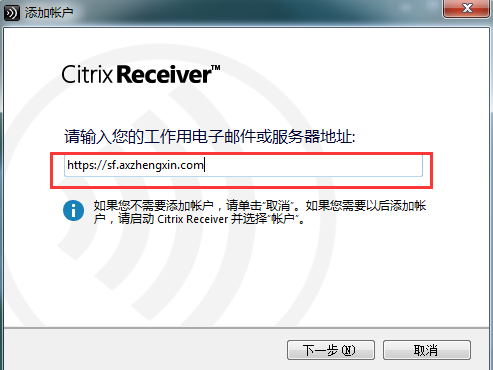 添加帐户
Citrix Receiver™
请输入您的工作用电子邮件或服务器地址:
https://sf.axzhengxin.com
如果您不需要添加帐户，请单击“取消”。如果您需要以后添加帐
户，请启动 Citrix Receiver 并选择“帐户”。
下一步(N)
取消